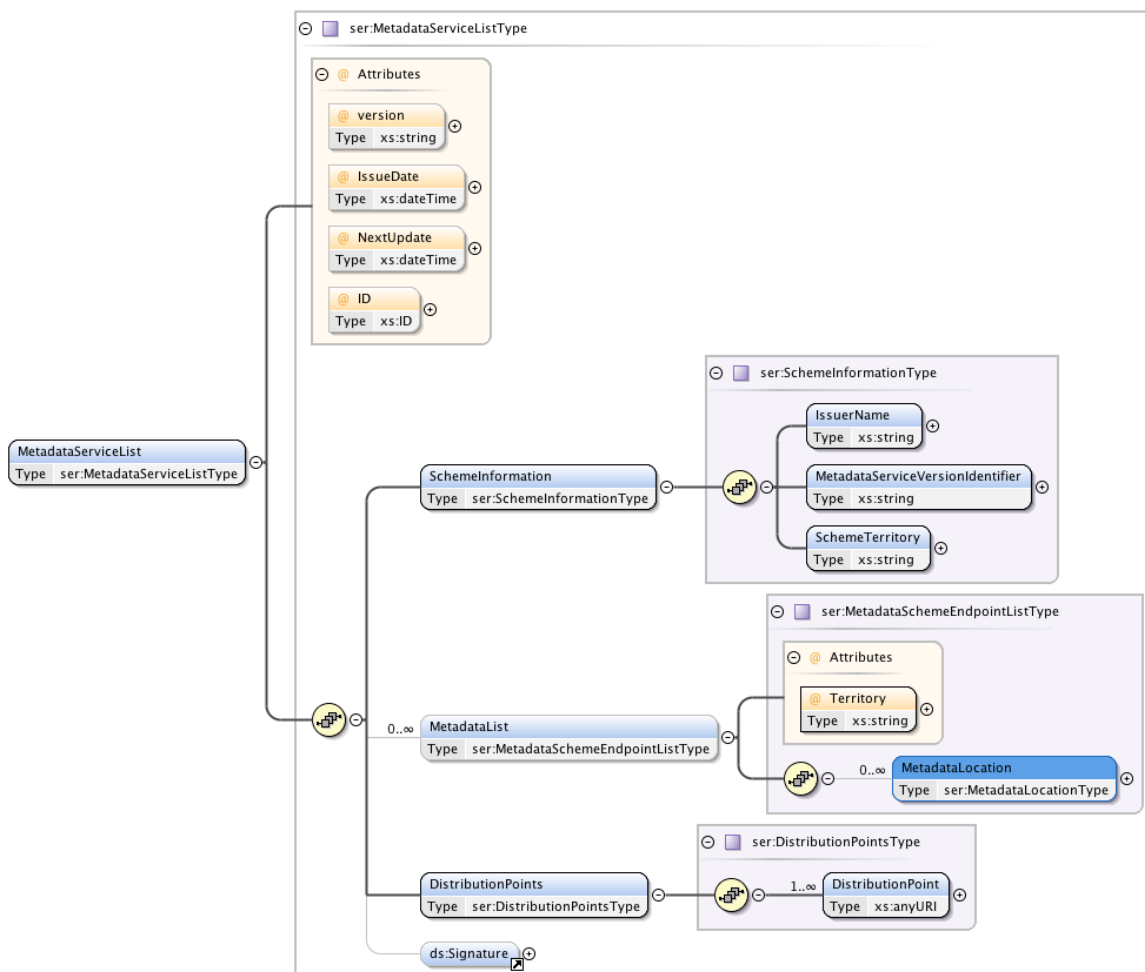 ser:MetadataServiceListType
@ Attributes
@ version
Type xs:string
@ IssueDate
Type xs:dateTime
@ NextUpdate
Type xs:dateTime
@ ID
Type xs:ID
MetadataServiceList
Type ser:MetadataServiceListType
ser:SchemeInformationType
IssuerName
Type xs:string
SchemeInformation
Type ser:SchemeInformationType
MetadataServiceVersionIdentifier
Type xs:string
SchemeTerritory
Type xs:string
ser:MetadataSchemeEndpointListType
@ Attributes
@ Territory
Type xs:string
0..∞
MetadataList
Type ser:MetadataSchemeEndpointListType
0..∞
MetadataLocation
Type ser:MetadataLocationType
ser:DistributionPointsType
DistributionPoints
Type ser:DistributionPointsType
1..∞
DistributionPoint
Type xs:anyURI
ds:Signature